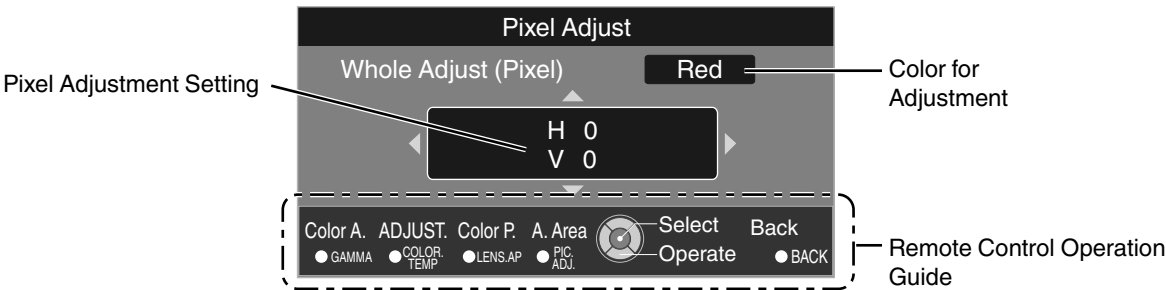 Pixel Adjust
Whole Adjust (Pixel) Red
Pixel Adjustment Setting
Color for
Adjustment
H 0
V 0
Color A. ADJUST. Color P. A. Area Select Back
GAMMA COLOR. TEMP LENS.AP PIC. ADJ. Operate BACK
Remote Control Operation
Guide